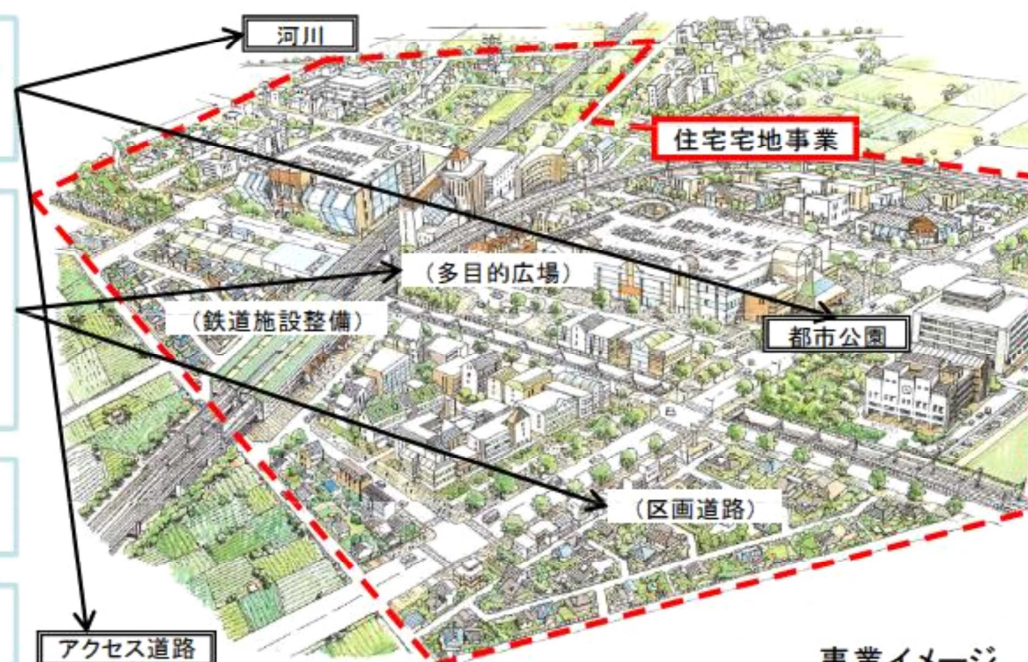 河川
住宅宅地事業
（多目的広場）
（鉄道施設整備）
都市公園
（区画道路）
アクセス道路
事業イメージ